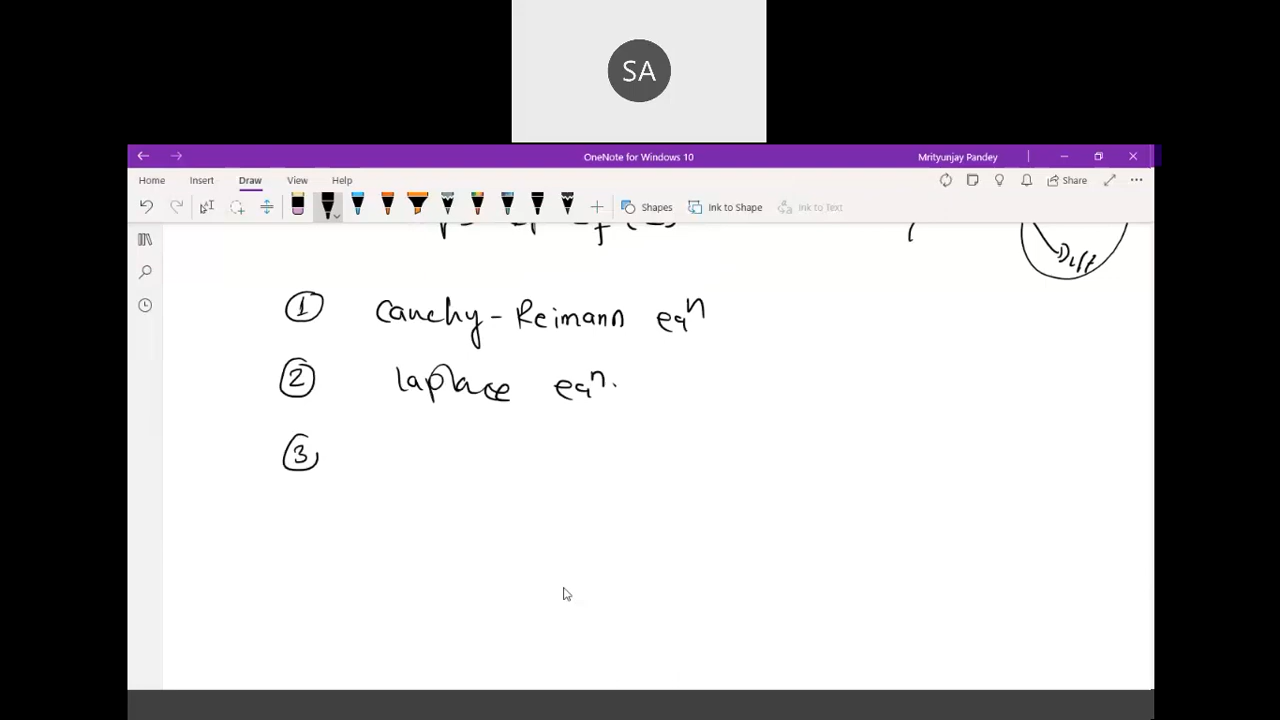 SA
OneNote for Windows 10
Mrityunjay Pandey
Home Insert Draw View Help
Share
Shapes
Ink to Shape
Ink to Text
Diff
① Cauchy-Reimann eqⁿ
② laplace eqⁿ.
③